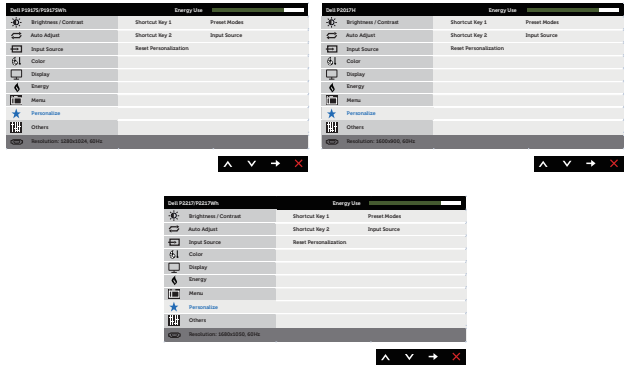 Dell P1917S/P1917SWh Energy Use
Brightness / Contrast Shortcut Key 1 Preset Modes
Auto Adjust Shortcut Key 2 Input Source
Input Source Reset Personalization
Color
Display
Energy
Menu
Personalize
Others
Resolution: 1280x1024, 60Hz
Dell P2017H Energy Use
Brightness / Contrast Shortcut Key 1 Preset Modes
Auto Adjust Shortcut Key 2 Input Source
Input Source Reset Personalization
Color
Display
Energy
Menu
Personalize
Others
Resolution: 1600x900, 60Hz
Dell P2217/P2217Wh Energy Use
Brightness / Contrast Shortcut Key 1 Preset Modes
Auto Adjust Shortcut Key 2 Input Source
Input Source Reset Personalization
Color
Display
Energy
Menu
Personalize
Others
Resolution: 1680x1050, 60Hz